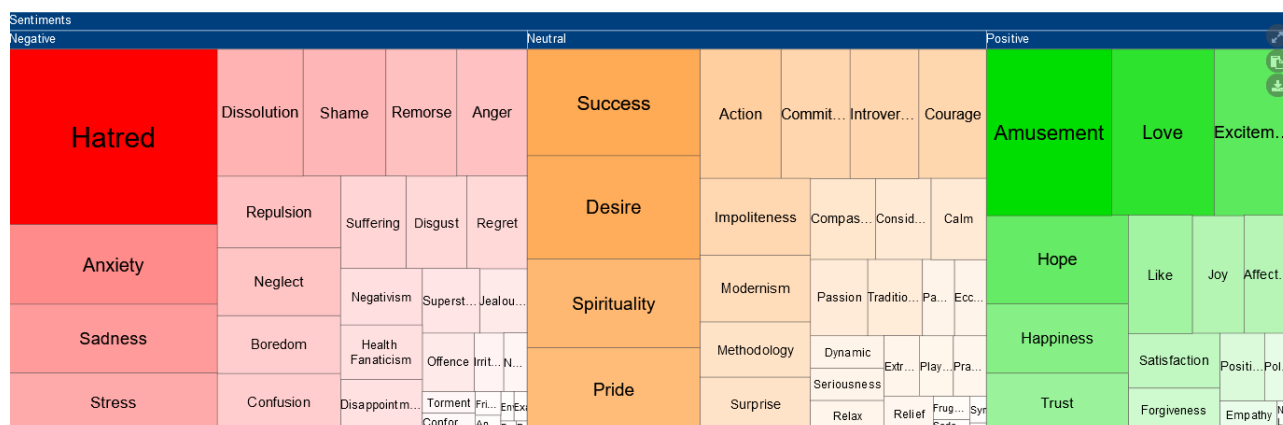 Sentiments
Negative
Neutral
Positive
Hatred
Anxiety
Sadness
Stress
Dissolution
Shame
Remorse
Anger
Repulsion
Neglect
Boredom
Confusion
Suffering
Disgust
Regret
Negativism
Superst...
Jealou...
Health
Fanaticism
Offence
Irrit...
N...
Disappointm...
Torment
Fri...
Success
Desire
Spirituality
Pride
Action
Commit...
Introver...
Courage
Impoliteness
Modernism
Methodology
Surprise
Compas...
Consid...
Calm
Passion
Traditio...
Pa...
Ecc...
Dynamic
Seriousness
Relax
Extr...
Play...
Pra...
Relief
Frug...
Amusement
Love
Excitem...
Hope
Happiness
Trust
Like
Joy
Affect...
Satisfaction
Forgiveness
Positi...
Pol...
Empathy